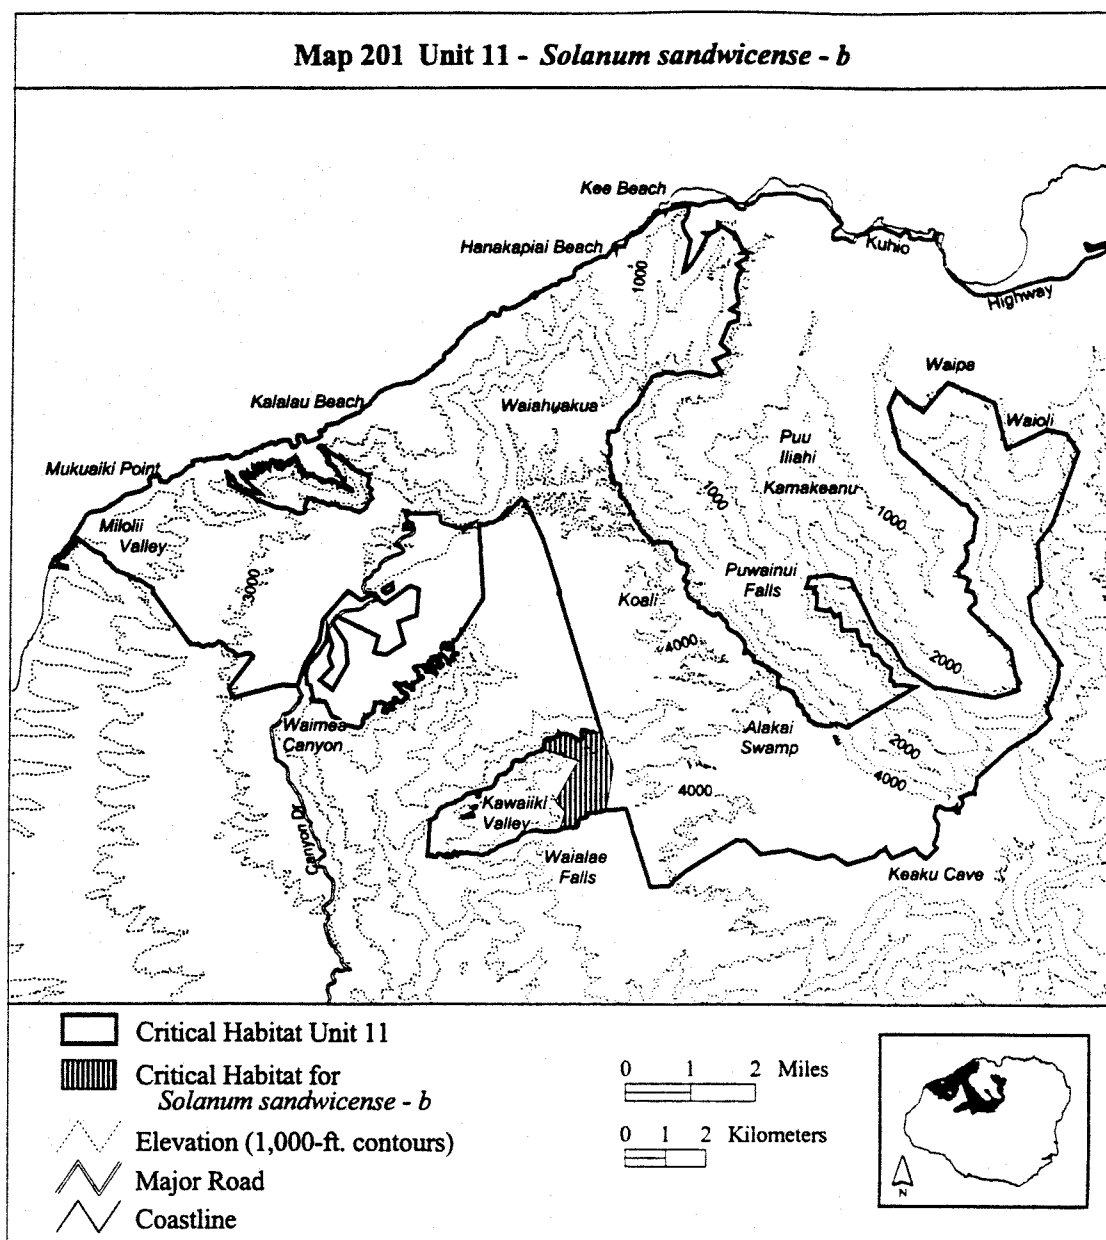 Map 201 Unit 11 - Solanum sandwicense - b
Kee Beach
Hanakapiai Beach
Kuhio
Highway
1000
Waipa
Kalalau Beach
Waiahuakua
Waioli
Puu
Iliahi
Mukuaiki Point
Kamakeanu
1000
1000
Milolii
Valley
Puwainui
Falls
3000
Koali
4000
2000
Waimea
Canyon
Alakai
Swamp
2000
4000
4000
Kawaiiki
Valley
Canyon Dr
Waialae
Falls
Keaku Cave
Critical Habitat Unit 11
Critical Habitat for
Solanum sandwicense - b
Elevation (1,000-ft. contours)
Major Road
Coastline
0 1 2 Miles
0 1 2 Kilometers
N